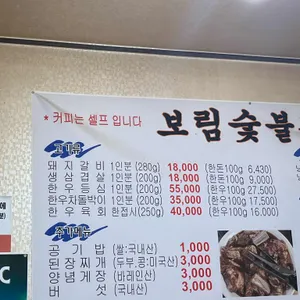 * 커피는 셀프 입니다
보림숯불
고기류
돼지갈비 1인분 (280g) 18,000 (한돈100g 6,430
생삼겹살 1인분 (200g) 18,000 (한돈100g 9,000
한우등심 1인분 (200g) 55,000 (한우100g 27,500
한우차돌박이 1인분 (200g) 35,000 (한우100g 17,500
한우육회 한접시(250g) 40,000 (한우100g 16,000
추가메뉴
공기밥 (쌀:국내산) 1,000
된장찌개 (두부,콩:미국산) 3,000
양념게장 (바레인산) 3,000
버섯 (국내산) 3,000
C